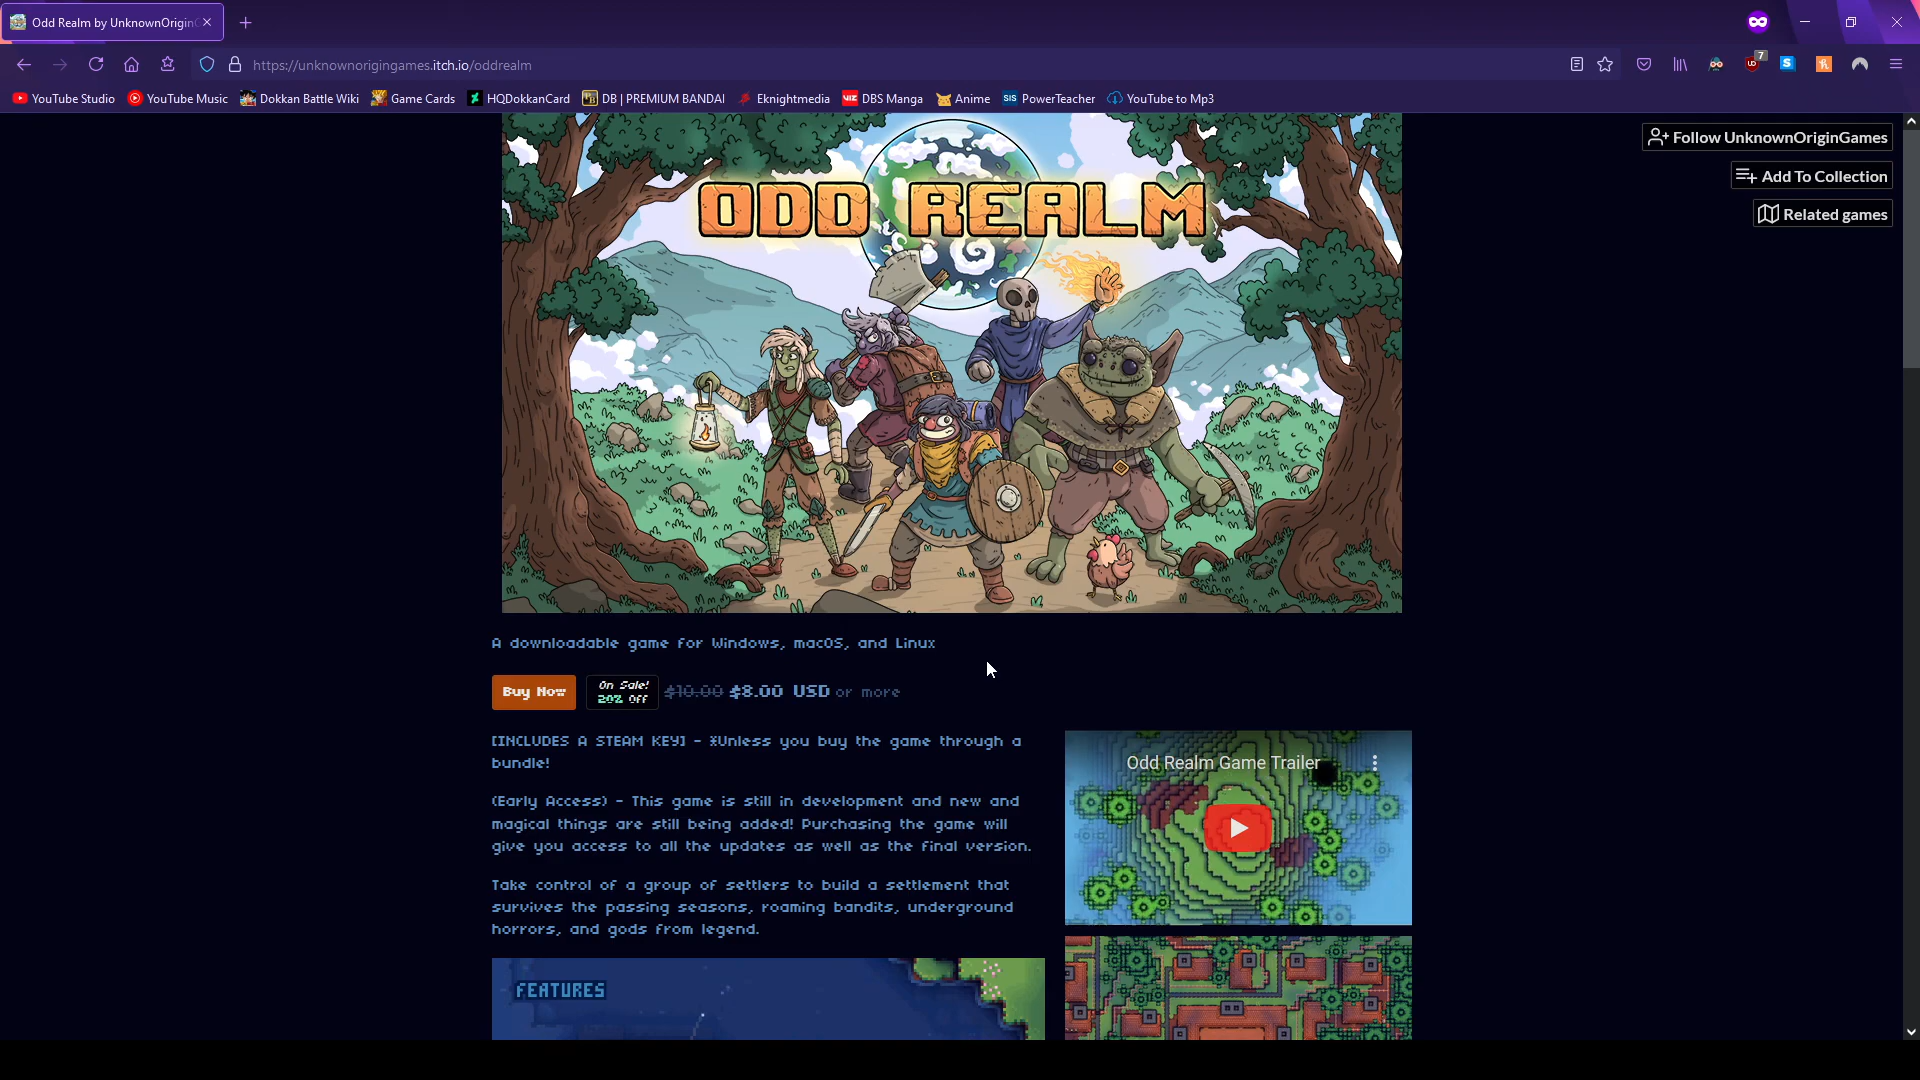 Odd Realm by UnknownOrigin
https://unknownorigingames.itch.io/oddrealm
7
YouTube Studio
YouTube Music
Dokkan Battle Wiki
Game Cards
HQDokkanCard
DB | PREMIUM BANDAI
Eknightmedia
VIZ DBS Manga
Anime
SIS PowerTeacher
YouTube to Mp3
Follow UnknownOriginGames
Add To Collection
Related games
ODD REALM
A downloadable game for Windows, macOS, and Linux
Buy Now
On Sale!
20% Off
$10.00 $8.00 USD or more
[INCLUDES A STEAM KEY] - *Unless you buy the game through a
bundle!
(Early Access) - This game is still in development and new and
magical things are still being added! Purchasing the game will
give you access to all the updates as well as the final version.
Take control of a group of settlers to build a settlement that
survives the passing seasons, roaming bandits, underground
horrors, and gods from legend.
Odd Realm Game Trailer
FEATURES